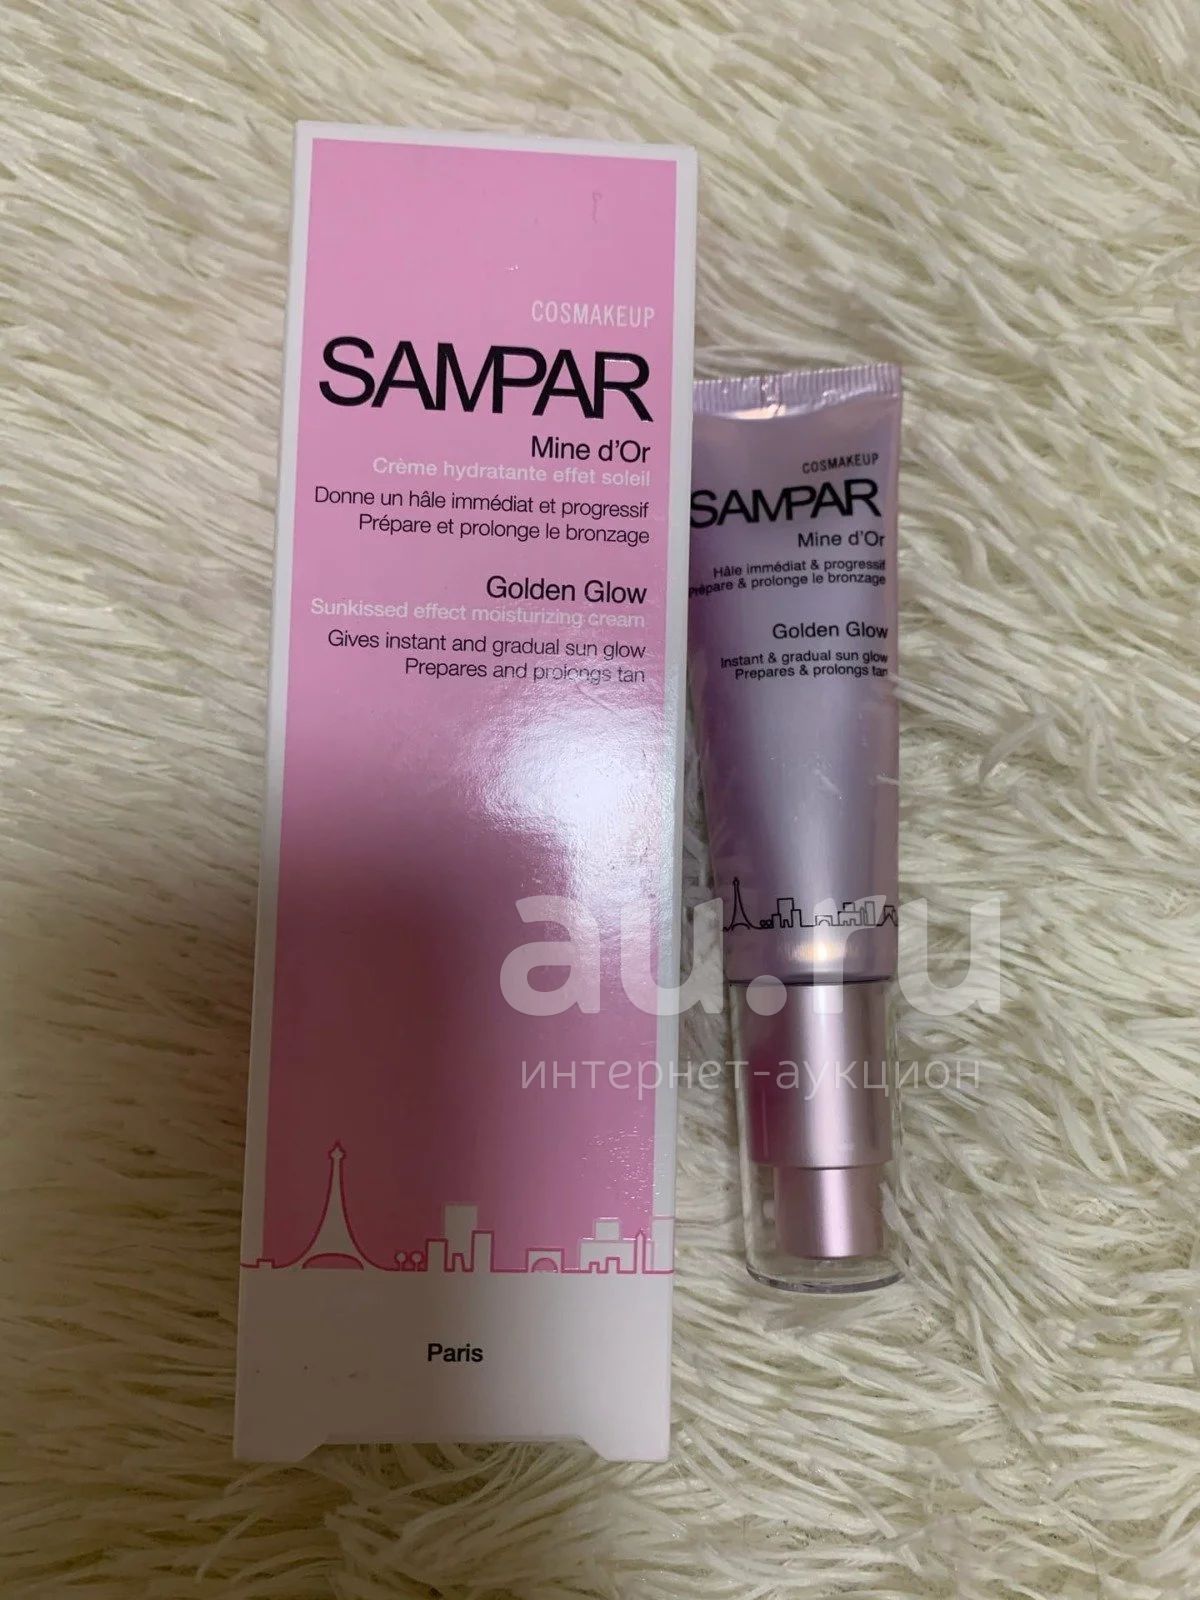 COSMAKEUP
SAMPAR
Mine d'Or
Crème hydratante effet soleil
Donne un hâle immédiat et progressif
Prépare et prolonge le bronzage
Golden Glow
Sunkissed effect moisturizing cream
Gives instant and gradual sun glow
Prepares and prolongs tan
Paris
COSMAKEUP
SAMPAR
Mine d'Or
Hâle immédiat & progressif
Prépare & prolonge le bronzage
Golden Glow
Instant & gradual sun glow
Prepares & prolongs tan
au.ru
интернет-аукцион